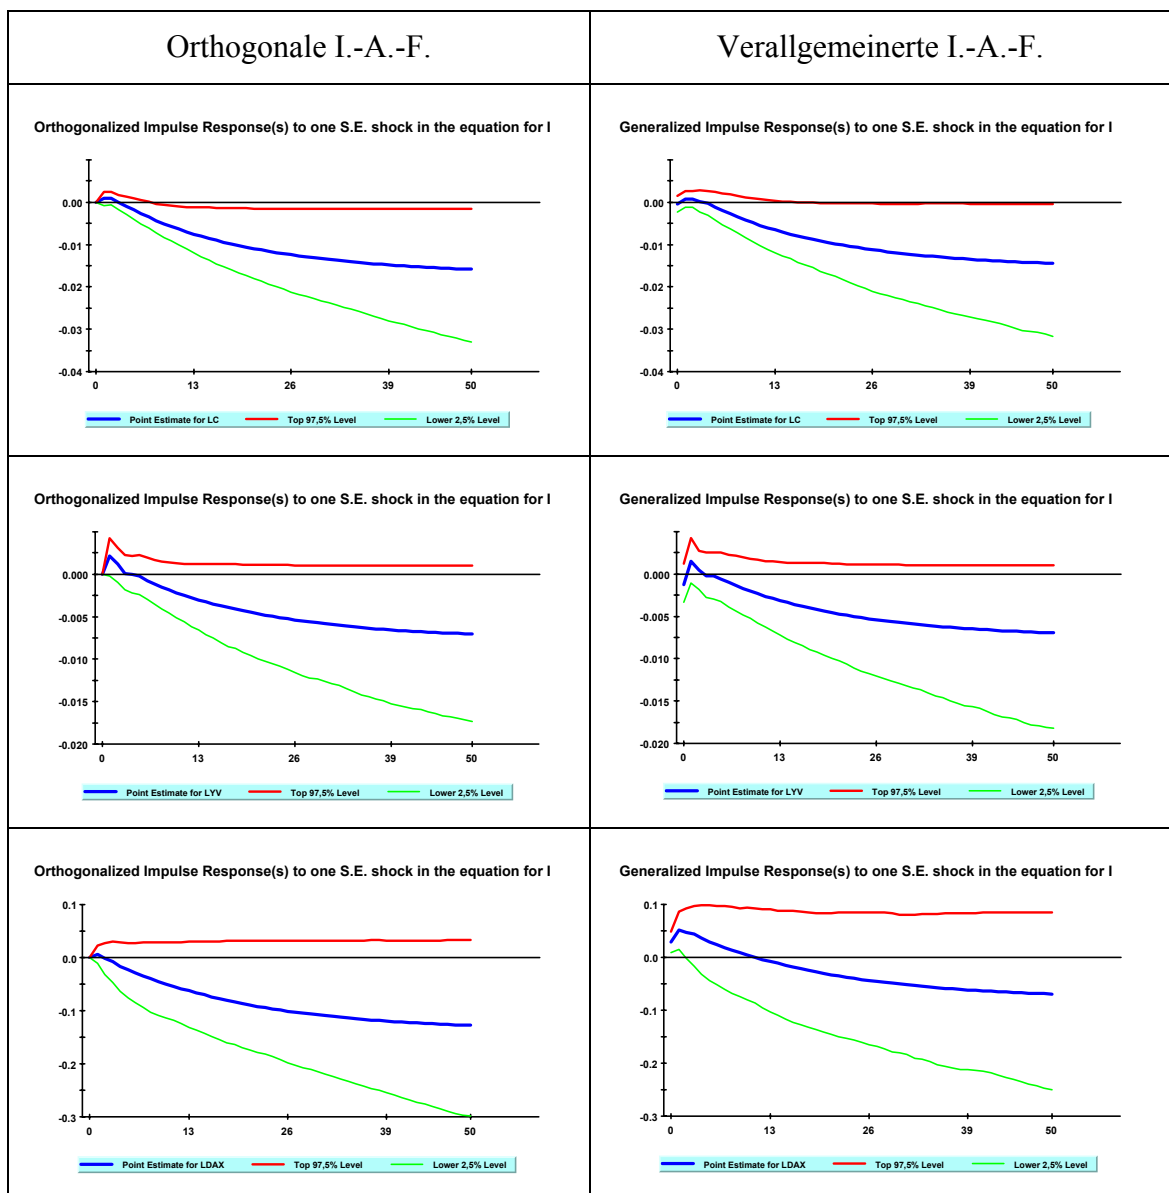 Orthogonale I.-A.-F.
Verallgemeinerte I.-A.-F.
Orthogonalized Impulse Response(s) to one S.E. shock in the equation for I
0.00
-0.01
-0.02
-0.03
-0.04
0 13 26 39 50
Point Estimate for LC Top 97,5% Level Lower 2,5% Level
Generalized Impulse Response(s) to one S.E. shock in the equation for I
0.00
-0.01
-0.02
-0.03
-0.04
0 13 26 39 50
Point Estimate for LC Top 97,5% Level Lower 2,5% Level
Orthogonalized Impulse Response(s) to one S.E. shock in the equation for I
0.000
-0.005
-0.010
-0.015
-0.020
0 13 26 39 50
Point Estimate for LYV Top 97,5% Level Lower 2,5% Level
Generalized Impulse Response(s) to one S.E. shock in the equation for I
0.000
-0.005
-0.010
-0.015
-0.020
0 13 26 39 50
Point Estimate for LYV Top 97,5% Level Lower 2,5% Level
Orthogonalized Impulse Response(s) to one S.E. shock in the equation for I
0.1
0.0
-0.1
-0.2
-0.3
0 13 26 39 50
Point Estimate for LDAX Top 97,5% Level Lower 2,5% Level
Generalized Impulse Response(s) to one S.E. shock in the equation for I
0.1
0.0
-0.1
-0.2
-0.3
0 13 26 39 50
Point Estimate for LDAX Top 97,5% Level Lower 2,5% Level